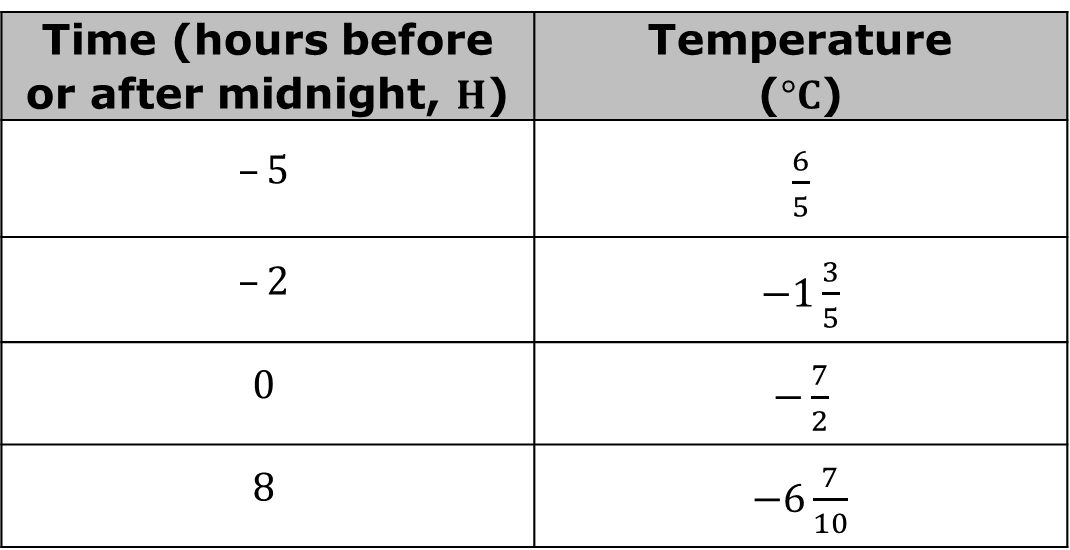 Time (hours before or after midnight, H) Temperature (°C)
– 5 6/5
– 2 −1 3/5
0 −7/2
8 −6 7/10